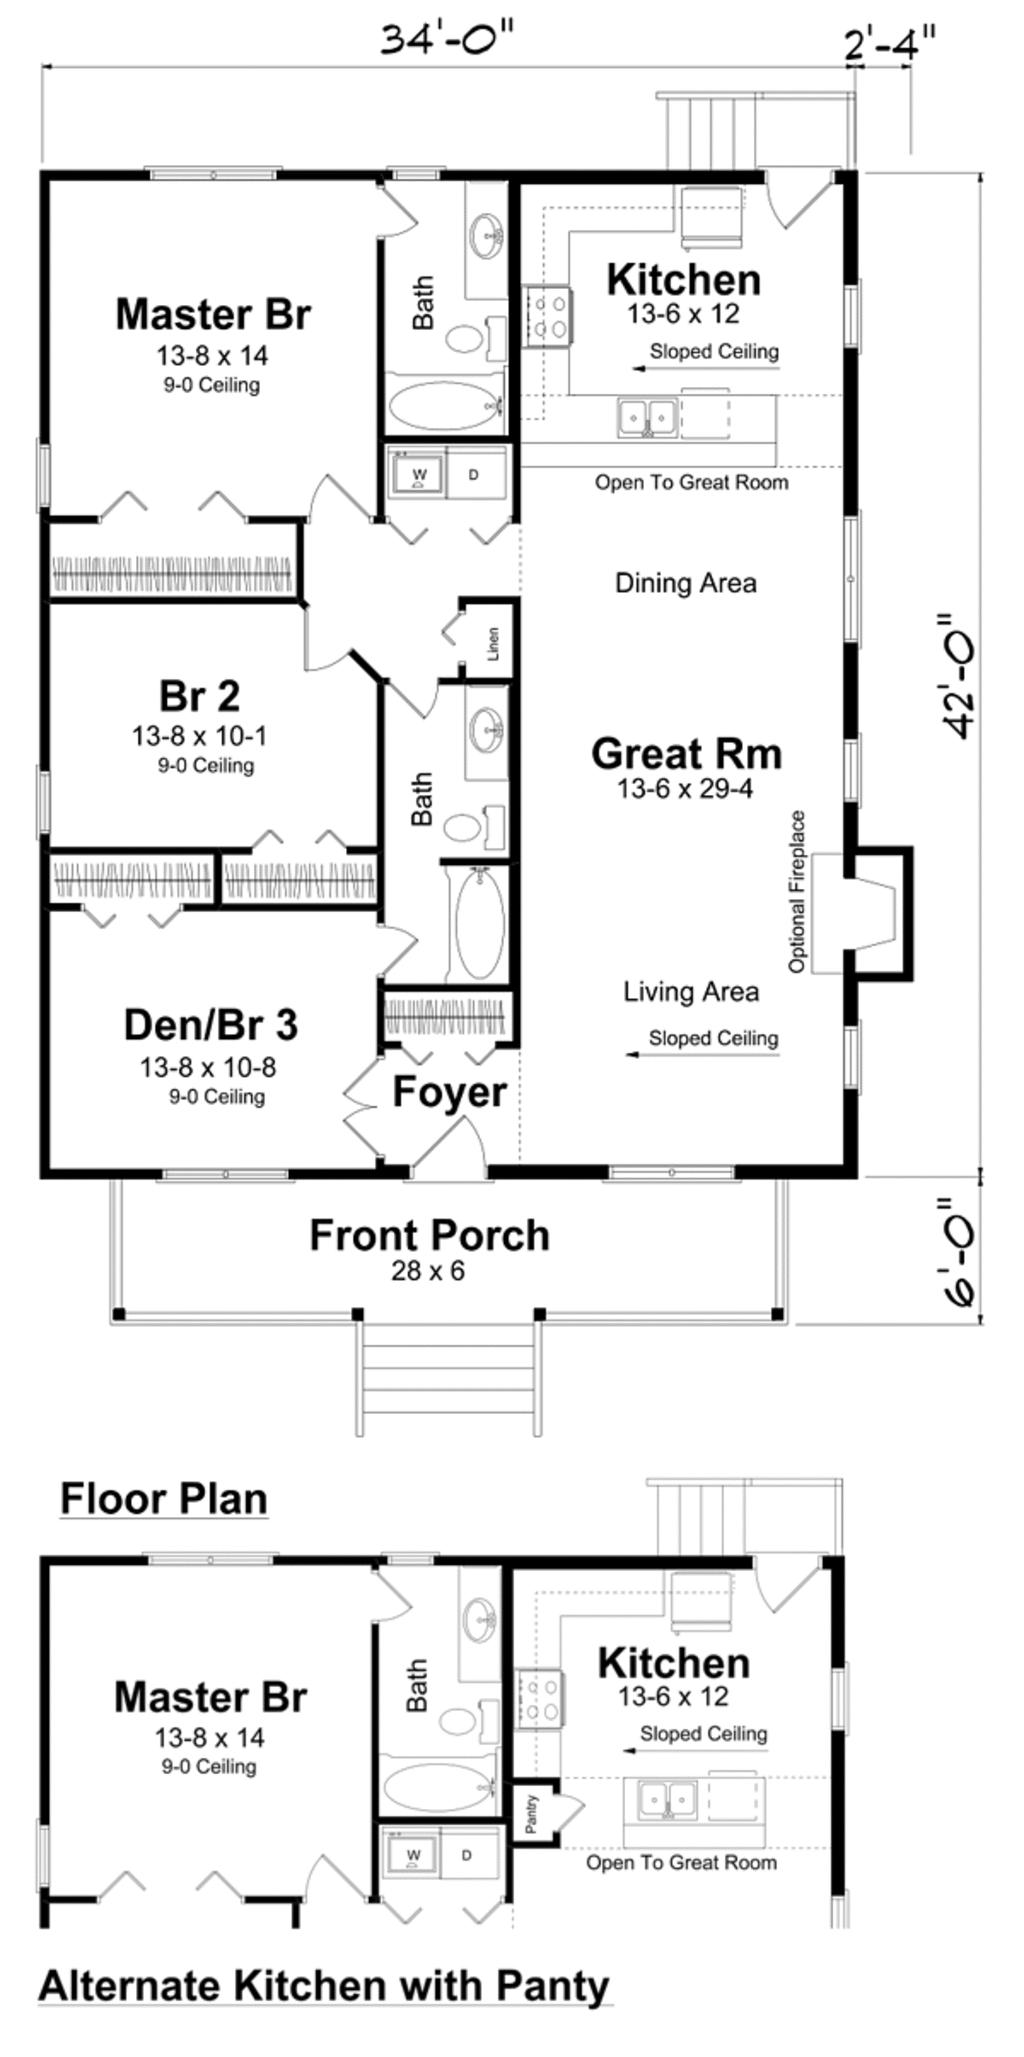 34'-0"
2'-4"
Master Br
13-8 x 14
9-0 Ceiling
Bath
Kitchen
13-6 x 12
Sloped Ceiling
W
D
Open To Great Room
Dining Area
Linen
Br 2
13-8 x 10-1
9-0 Ceiling
Bath
Great Rm
13-6 x 29-4
42'-0"
Optional Fireplace
Living Area
Sloped Ceiling
Den/Br 3
13-8 x 10-8
9-0 Ceiling
Foyer
Front Porch
28 x 6
6'-0"
Floor Plan
Master Br
13-8 x 14
9-0 Ceiling
Bath
Kitchen
13-6 x 12
Sloped Ceiling
Pantry
W
D
Open To Great Room
Alternate Kitchen with Panty